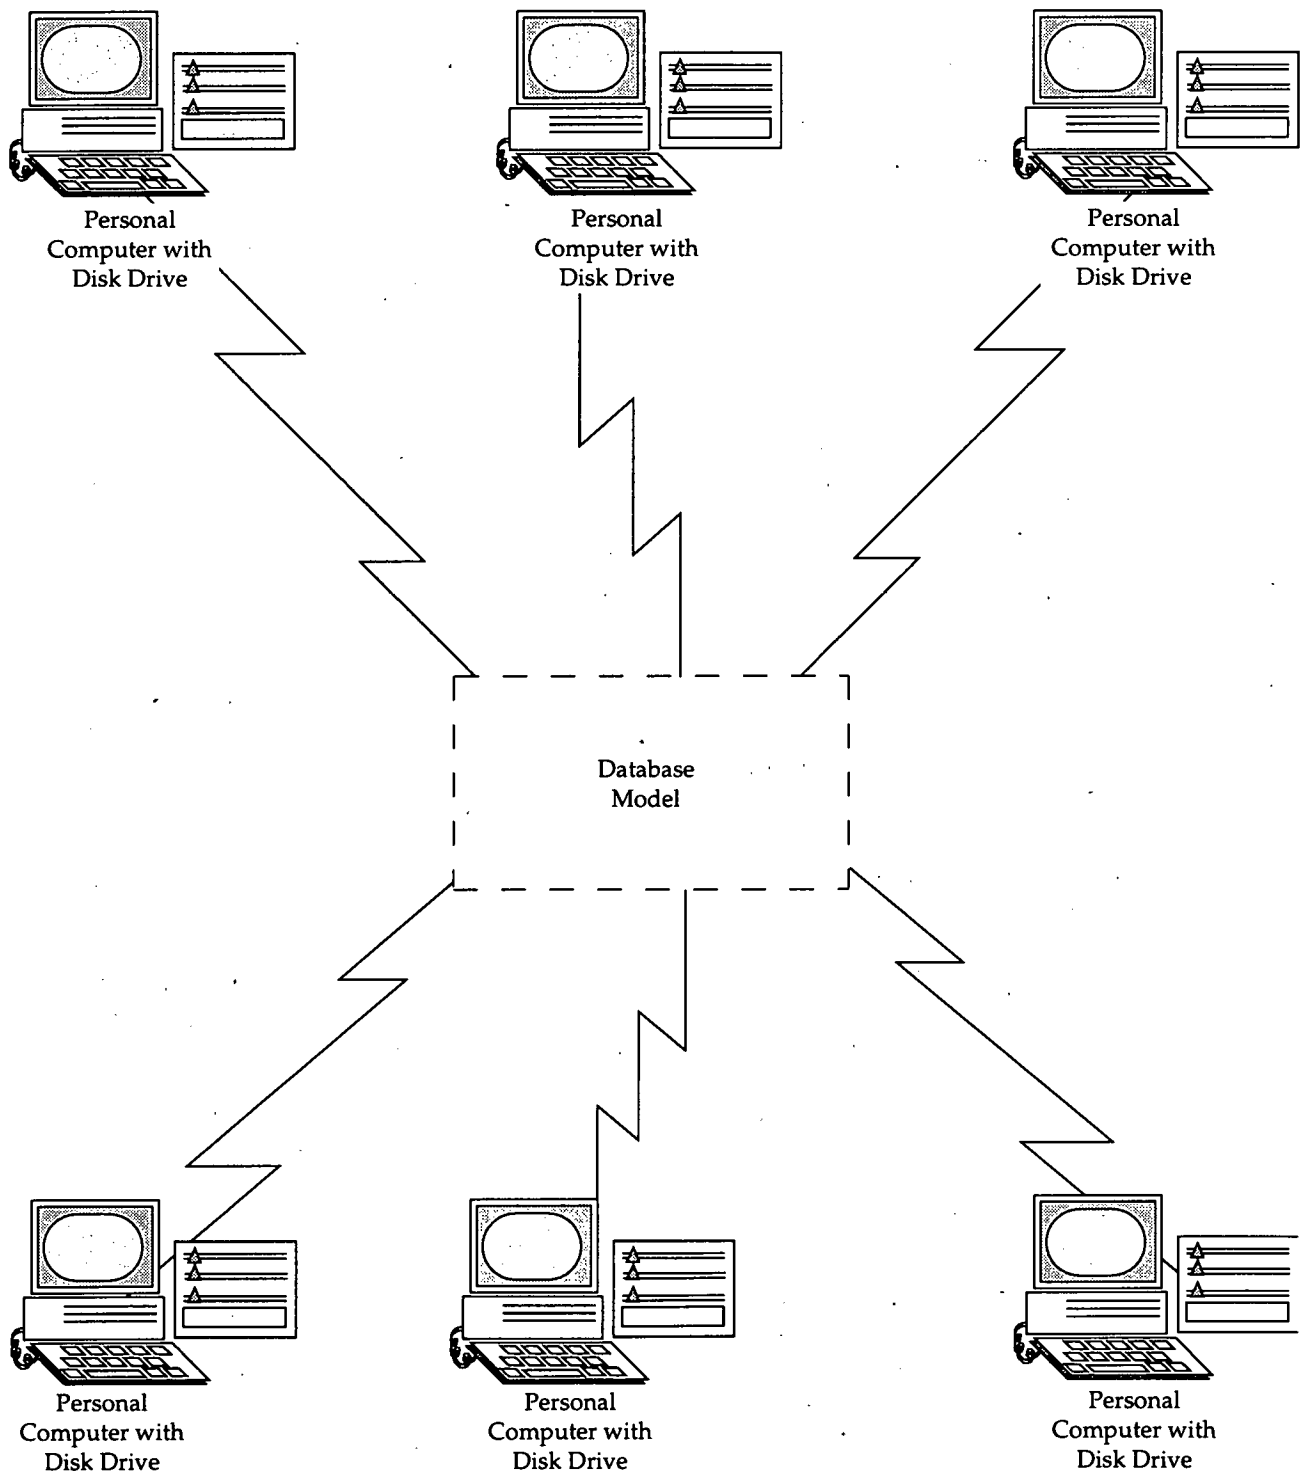 Personal
Computer with
Disk Drive
Personal
Computer with
Disk Drive
Personal
Computer with
Disk Drive
Database
Model
Personal
Computer with
Disk Drive
Personal
Computer with
Disk Drive
Personal
Computer with
Disk Drive